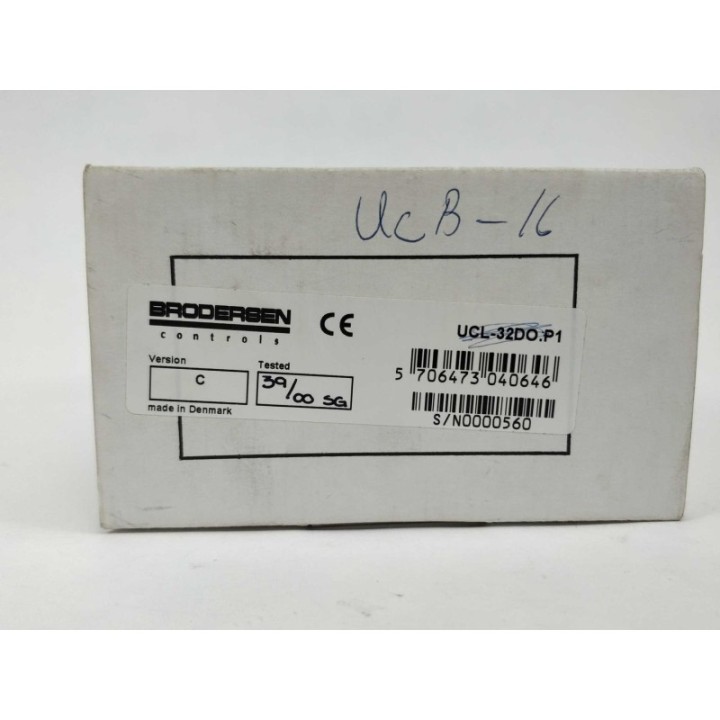 UcB-16
BRODERSEN
controls
CE
UCL-32DO.P1
Version
C
Tested
39/00 SG
made in Denmark
5 706473 040646
S/N0000560